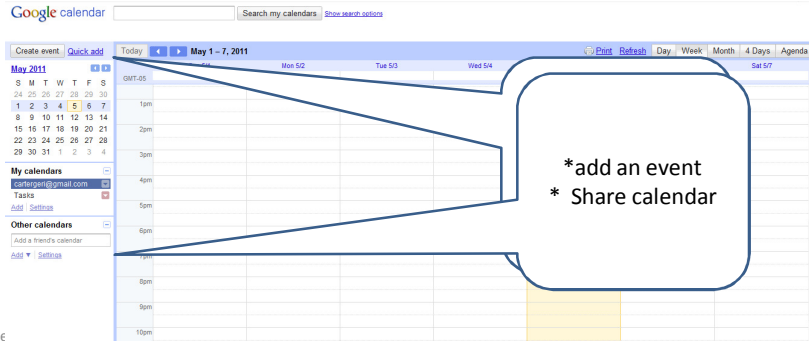 Google calendar Search my calendars Show search options
Create event Quick add Today May 1 – 7, 2011 Print Refresh Day Week Month 4 Days Agenda
May 2011
Mon 5/2 Tue 5/3 Wed 5/4 Sat 5/7
GMT-05
S M T W T F S
24 25 26 27 28 29 30
1 2 3 4 5 6 7
8 9 10 11 12 13 14
15 16 17 18 19 20 21
22 23 24 25 26 27 28
29 30 31 1 2 3 4
My calendars
cartergeri@gmail.com
Tasks
Add Settings
Other calendars
Add a friend's calendar
Add ▼ Settings
1pm
2pm
3pm
4pm
5pm
6pm
7pm
8pm
9pm
10pm
*add an event
* Share calendar